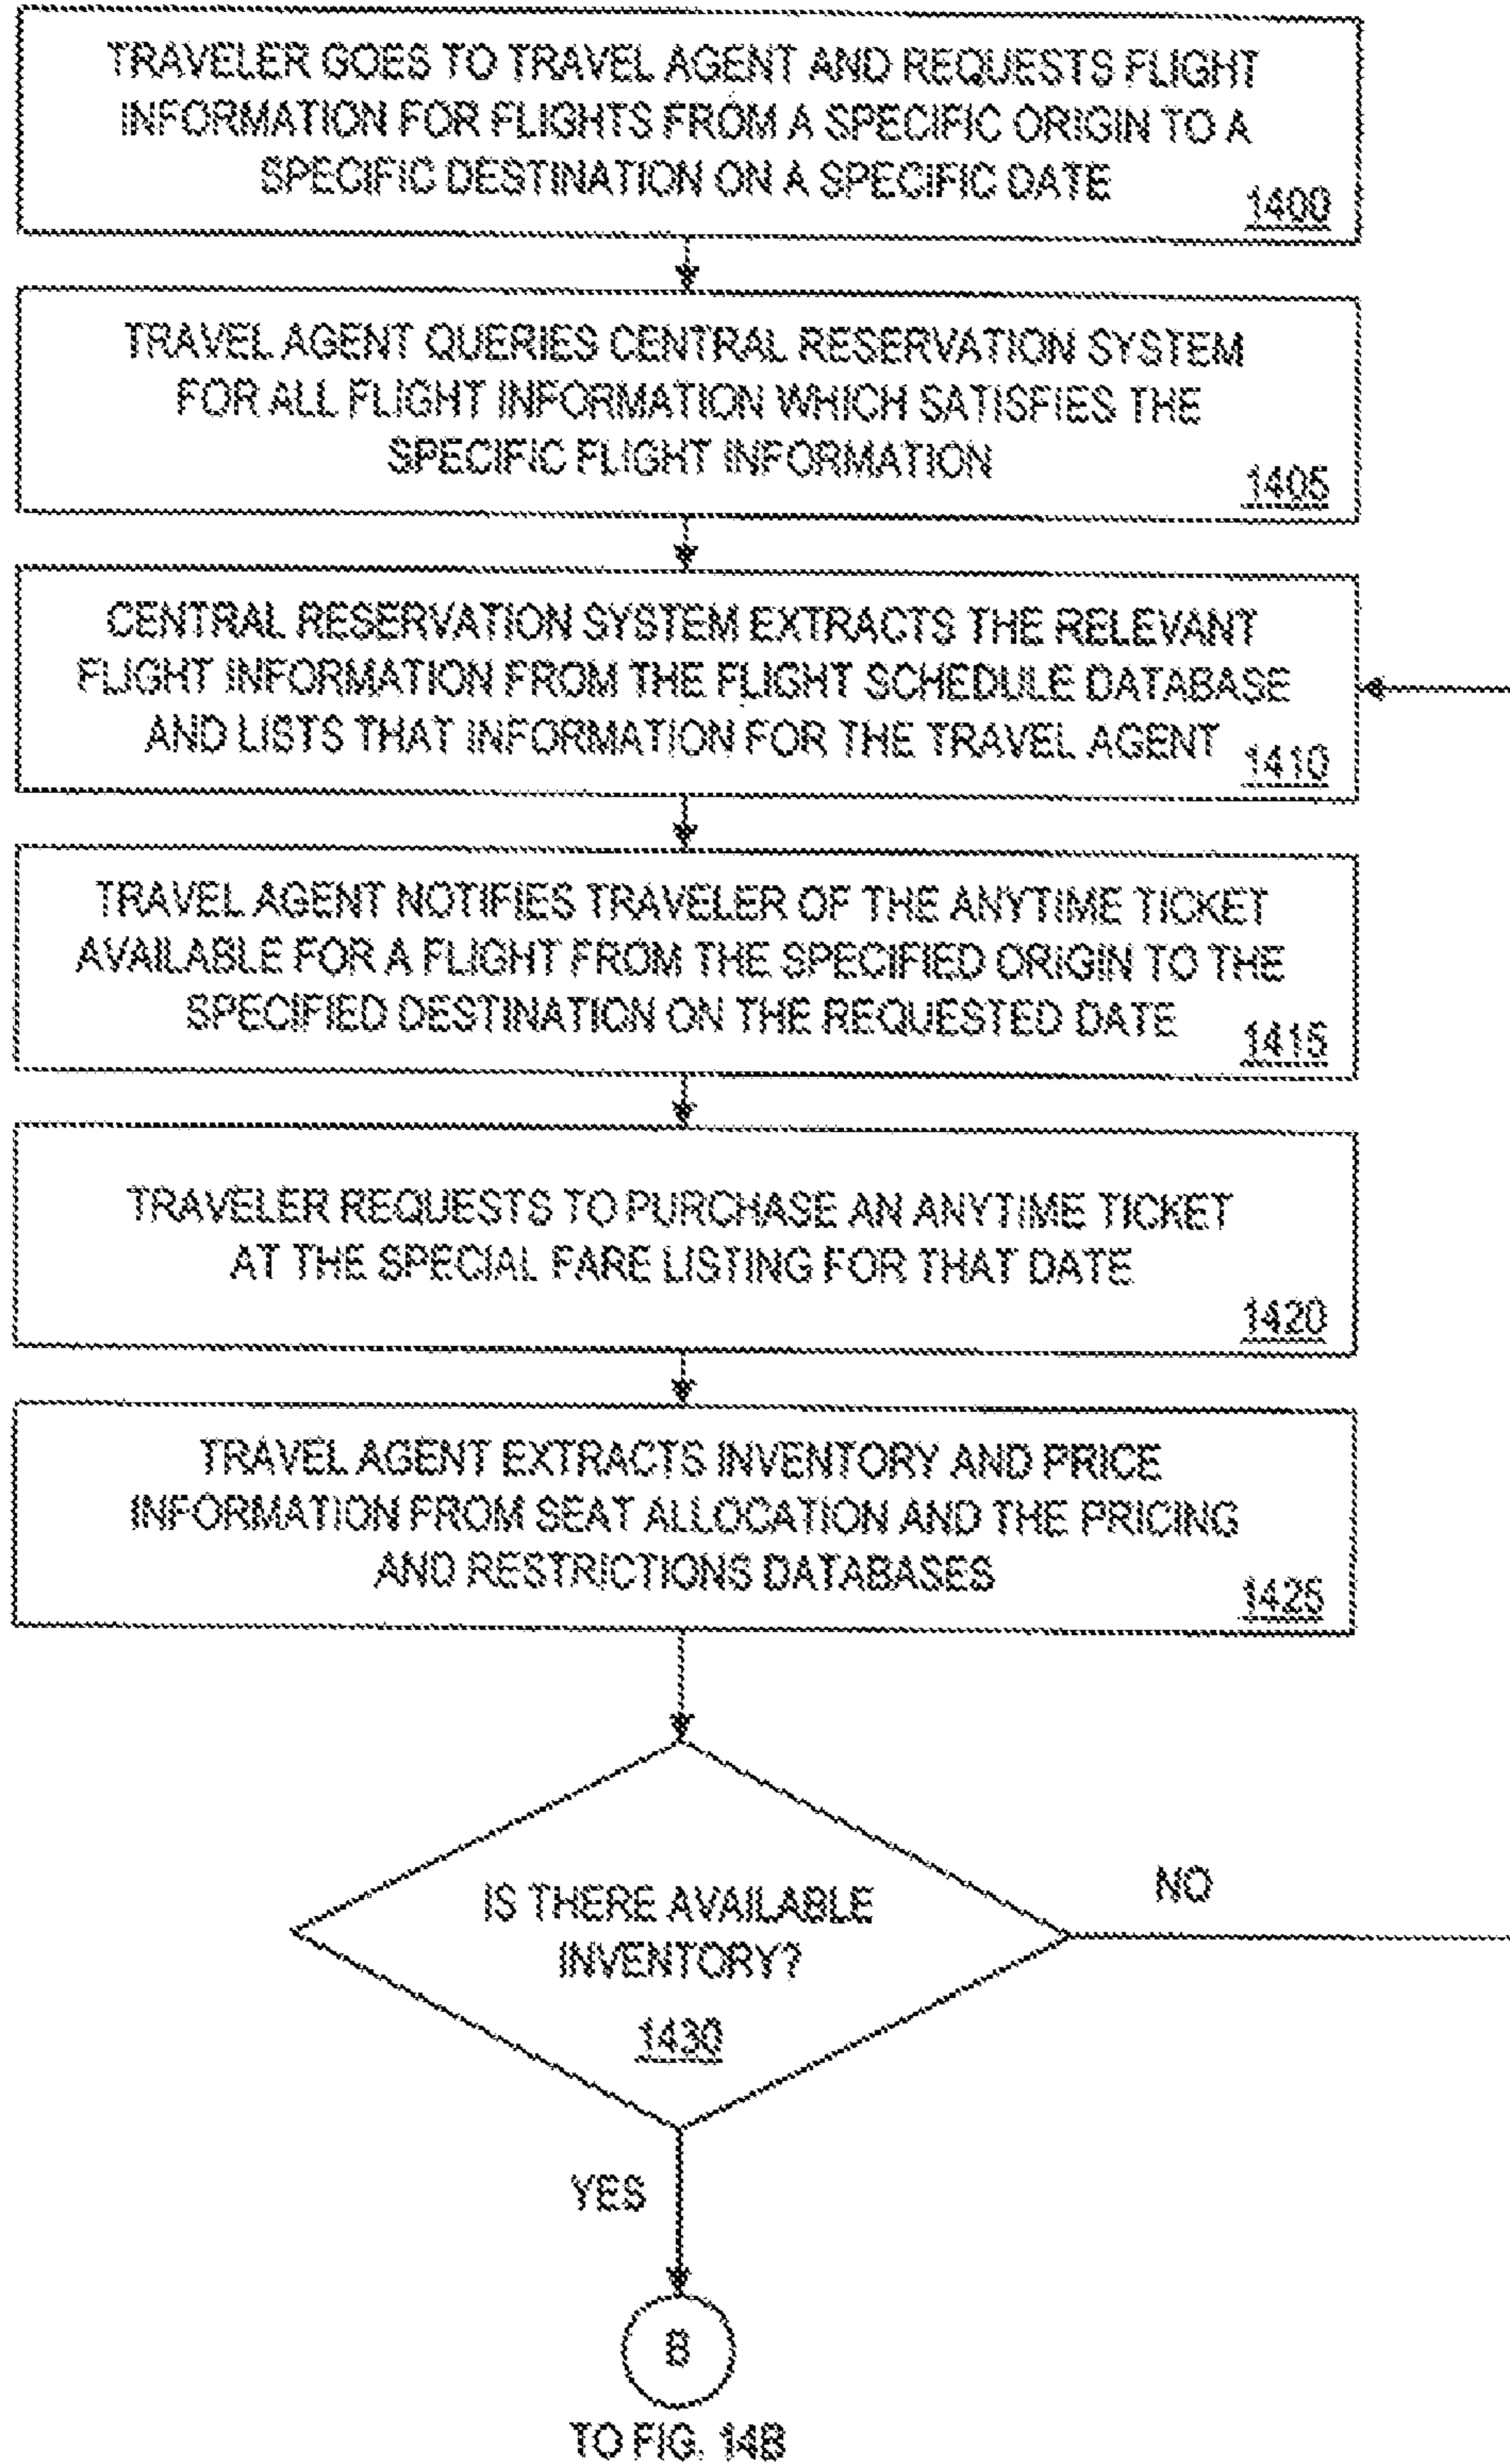 TRAVELER GOES TO TRAVEL AGENT AND REQUESTS FLIGHT
INFORMATION FOR FLIGHTS FROM A SPECIFIC ORIGIN TO A
SPECIFIC DESTINATION ON A SPECIFIC DATE
1400
TRAVEL AGENT QUERIES CENTRAL RESERVATION SYSTEM
FOR ALL FLIGHT INFORMATION WHICH SATISFIES THE
SPECIFIC FLIGHT INFORMATION
1405
CENTRAL RESERVATION SYSTEM EXTRACTS THE RELEVANT
FLIGHT INFORMATION FROM THE FLIGHT SCHEDULE DATABASE
AND LISTS THAT INFORMATION FOR THE TRAVEL AGENT
1410
TRAVEL AGENT NOTIFIES TRAVELER OF THE ANYTIME TICKET
AVAILABLE FOR A FLIGHT FROM THE SPECIFIED ORIGIN TO THE
SPECIFIED DESTINATION ON THE REQUESTED DATE
1415
TRAVELER REQUESTS TO PURCHASE AN ANYTIME TICKET
AT THE SPECIAL FARE LISTING FOR THAT DATE
1420
TRAVEL AGENT EXTRACTS INVENTORY AND PRICE
INFORMATION FROM SEAT ALLOCATION AND THE PRICING
AND RESTRICTIONS DATABASES
1425
NO
IS THERE AVAILABLE
INVENTORY?
1430
YES
B
TO FIG. 14B